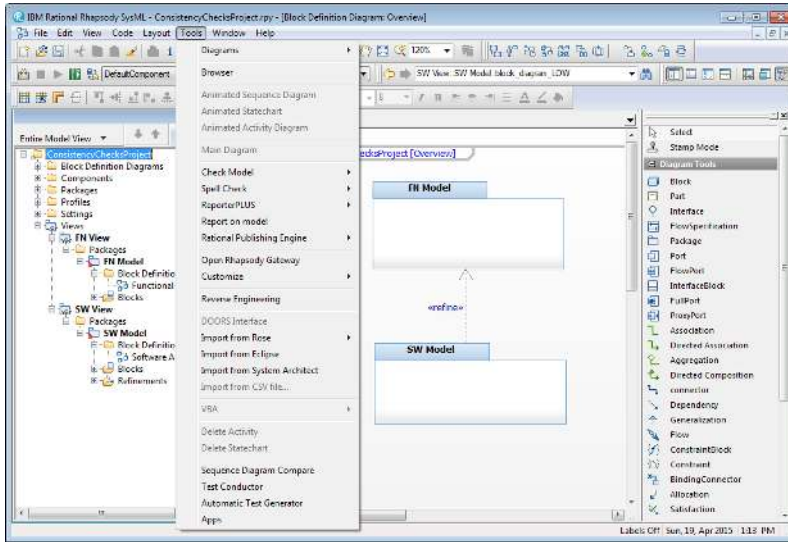 IBM Rational Rhapsody SysML - ConsistencyChecksProject.rpy - [Block Definition Diagram: Overview]
File Edit View Code Layout Tools Window Help
120%
DefaultComponent
SW View::SW Model block_diagram_LOW
Entire Model View
ConsistencyChecksProject
Block Definition Diagrams
Components
Packages
Profiles
Settings
Views
FN View
Packages
FN Model
Block Definitio
Functional
Blocks
SW View
Packages
SW Model
Block Definitio
Software A
Blocks
Refinements
Diagrams
Browser
Animated Sequence Diagram
Animated Statechart
Animated Activity Diagram
Main Diagram
Check Model
Spell Check
ReporterPLUS
Report on model
Rational Publishing Engine
Open Rhapsody Gateway
Customize
Reverse Engineering
DOORS Interface
Import from Rose
Import from Eclipse
Import from System Architect
Import from CSV file...
VBA
Delete Activity
Delete Statechart
Sequence Diagram Compare
Test Conductor
Automatic Test Generator
Apps
ecksProject [Overview]
FN Model
«refine»
SW Model
Select
Stamp Mode
Diagram Tools
Block
Part
Interface
FlowSpecification
Package
Port
FlowPort
InterfaceBlock
FullPort
ProxyPort
Association
Directed Association
Aggregation
Directed Composition
connector
Dependency
Generalization
Flow
ConstraintBlock
Constraint
BindingConnector
Allocation
Satisfaction
Labels Off Sun, 19, Apr 2015 1:13 PM